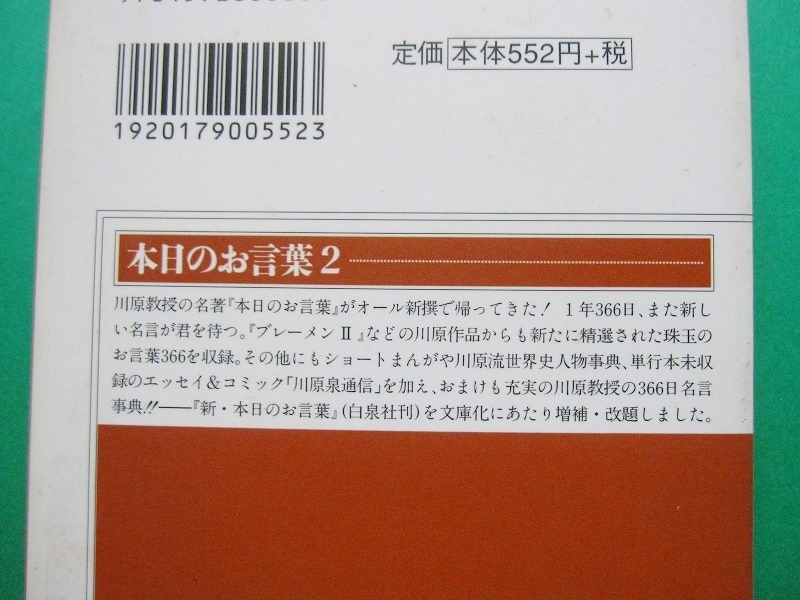 定価 本体552円+税
1920179005523
本日のお言葉2
川原教授の名著『本日のお言葉』がオール新撰で帰ってきた! 1年366日、また新し
い名言が君を待つ。『ブレーメンⅡ』などの川原作品からも新たに精選された珠玉の
お言葉366を収録。その他にもショートまんがや川原流世界史人物事典、単行本未収
録のエッセイ&コミック「川原泉通信」を加え、おまけも充実の川原教授の366日名言
事典!!——『新・本日のお言葉』(白泉社刊)を文庫化にあたり増補・改題しました。